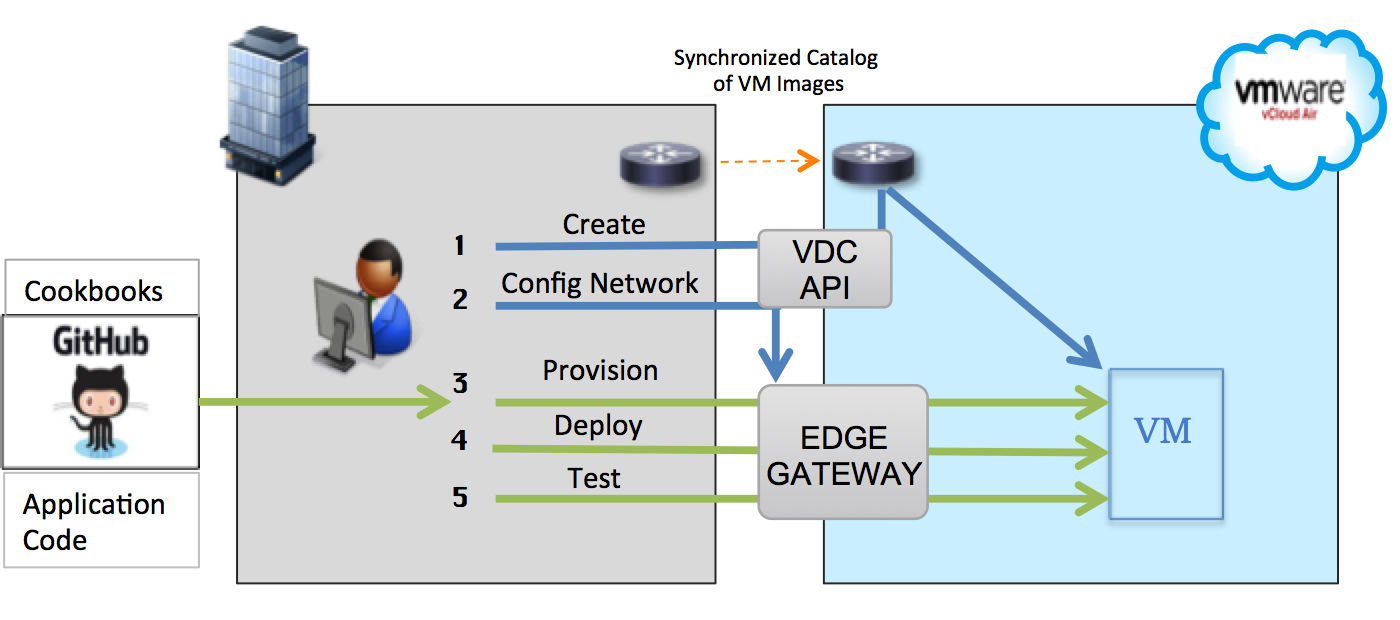 Synchronized Catalog
of VM Images
vmware
vCloud Air
1
Create
VDC
API
2
Config Network
Cookbooks
GitHub
Application
Code
3
Provision
4
Deploy
5
Test
EDGE
GATEWAY
VM